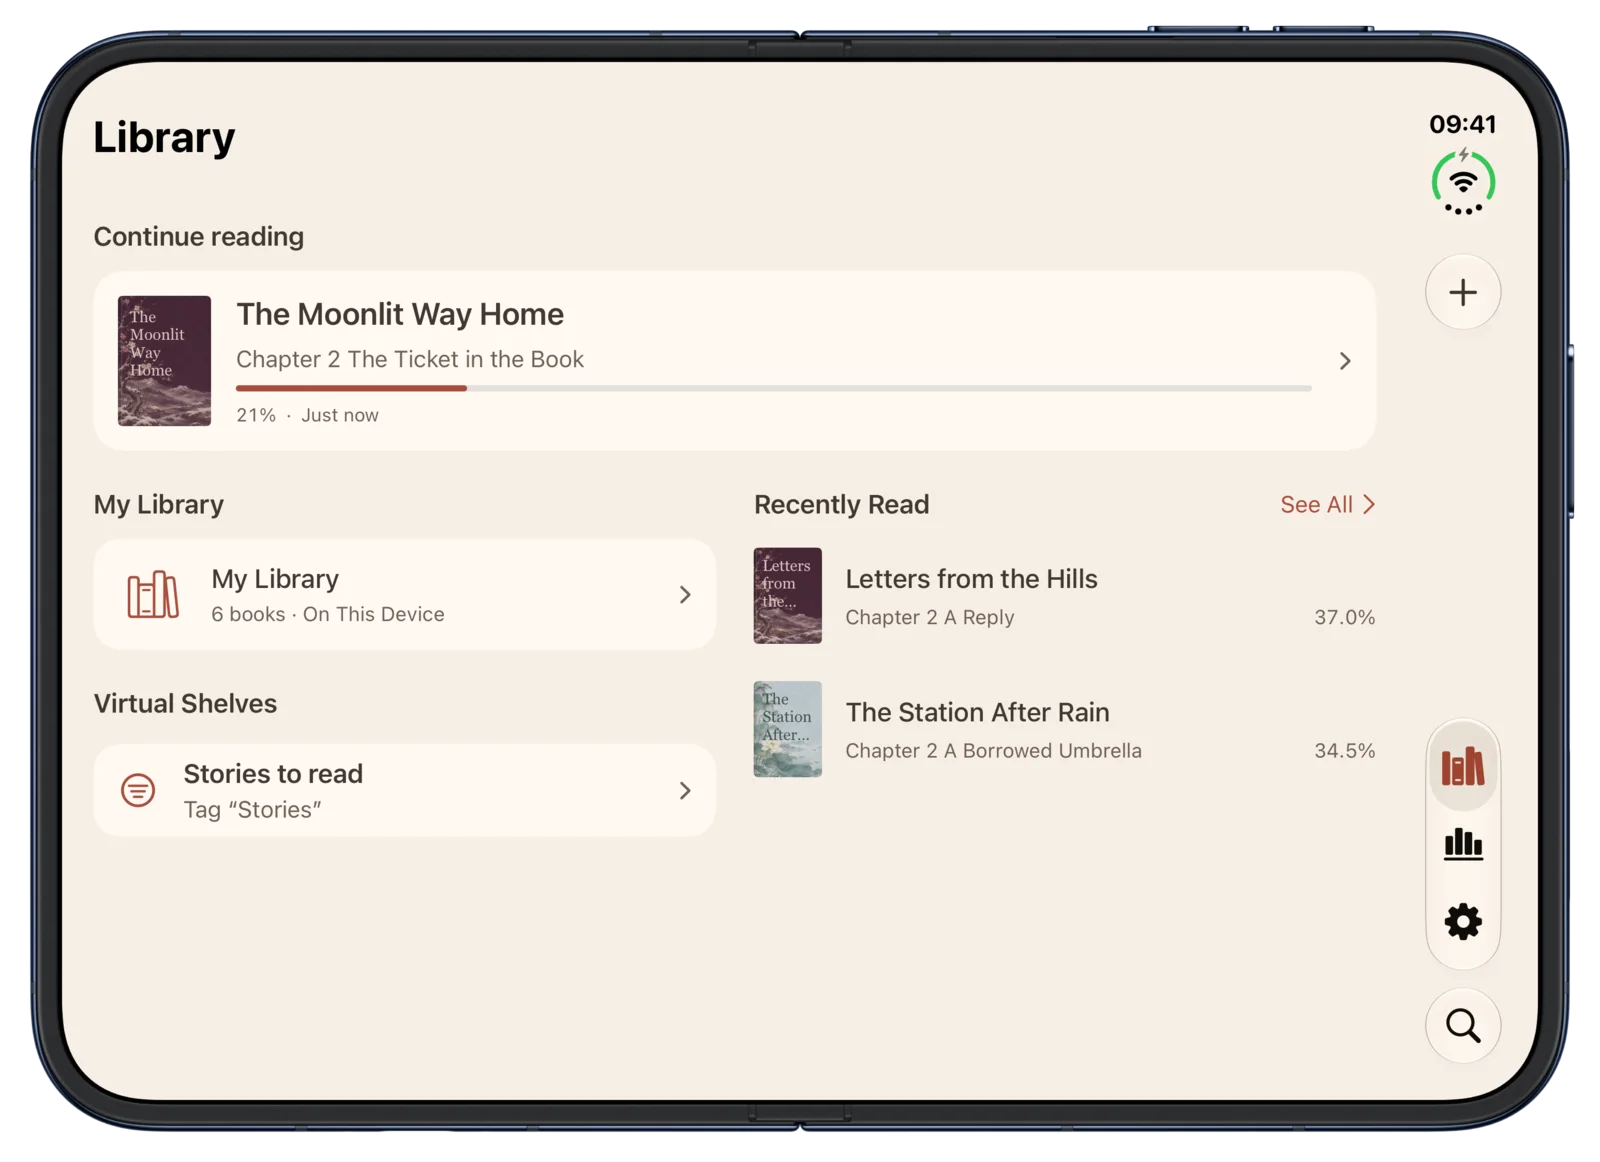 Library
09:41
Continue reading
The
Moonlit
Way
Home
The Moonlit Way Home
Chapter 2 The Ticket in the Book
21% · Just now
My Library
My Library
6 books · On This Device
Virtual Shelves
Stories to read
Tag “Stories”
Recently Read
See All
Letters
from
the...
Letters from the Hills
Chapter 2 A Reply
37.0%
The
Station
After...
The Station After Rain
Chapter 2 A Borrowed Umbrella
34.5%